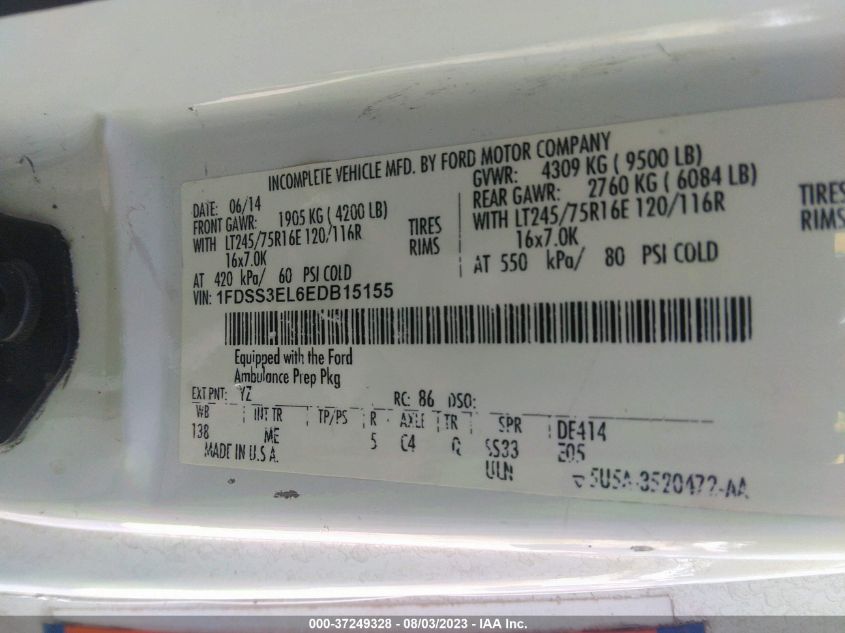 INCOMPLETE VEHICLE MFD. BY FORD MOTOR COMPANY
DATE: 06/14
FRONT GAWR: 1905 KG ( 4200 LB)
WITH LT245/75R16E 120/116R TIRES
16x7.0K RIMS
AT 420 kPa/ 60 PSI COLD
GVWR: 4309 KG ( 9500 LB)
REAR GAWR: 2760 KG ( 6084 LB)
WITH LT245/75R16E 120/116R TIRES
16x7.0K RIMS
AT 550 kPa/ 80 PSI COLD
VIN: 1FDSS3EL6EDB15155
Equipped with the Ford
Ambulance Prep Pkg
EXT PNT: YZ RC: 86 DSO:
WB INT TR TP/PS R AXLE TR SPR DE414
138 ME 5 C4 Q SS33
MADE IN U.S.A. ULN 5U5A-3520472-AA
000-37249328 - 08/03/2023 - IAA Inc.